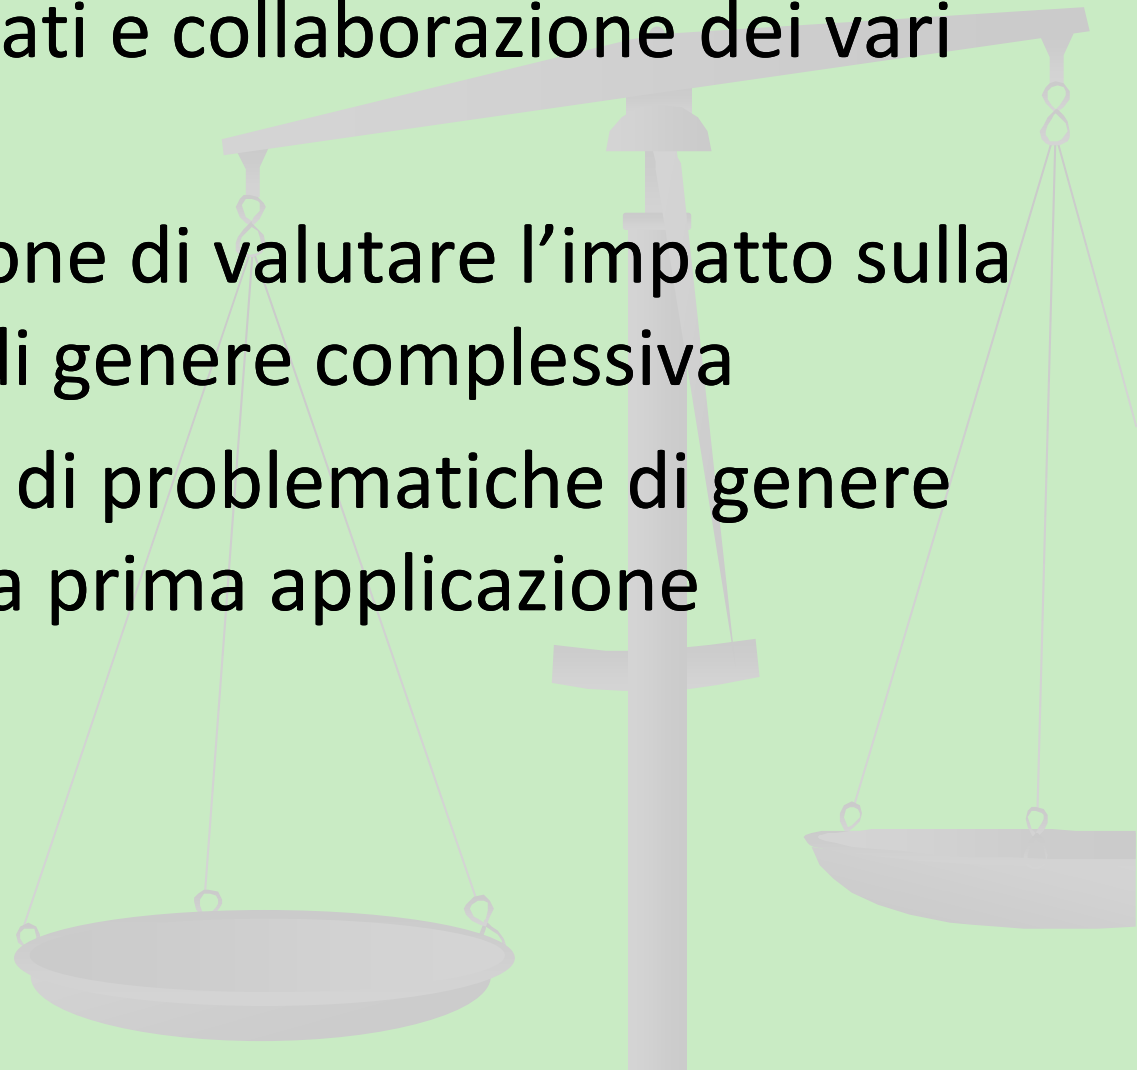 ati e collaborazione dei vari
one di valutare l’impatto sulla
di genere complessiva
di problematiche di genere
a prima applicazione